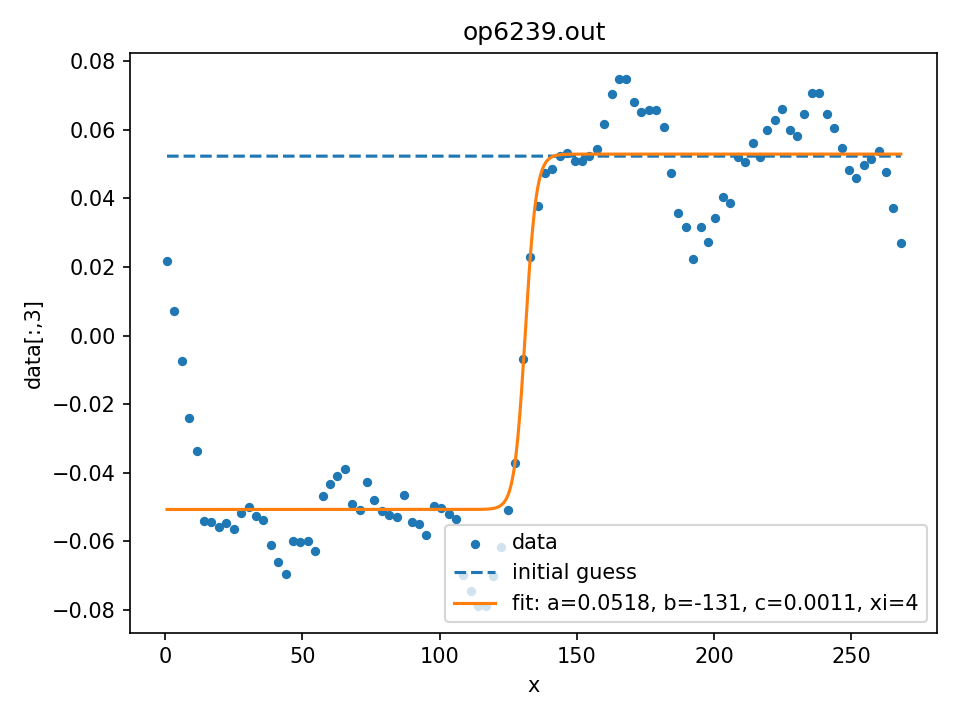 op6239.out
0.08
0.06
0.04
0.02
0.00
−0.02
−0.04
−0.06
−0.08
data[:,3]
data
initial guess
fit: a=0.0518, b=-131, c=0.0011, xi=4
0 50 100 150 200 250
x